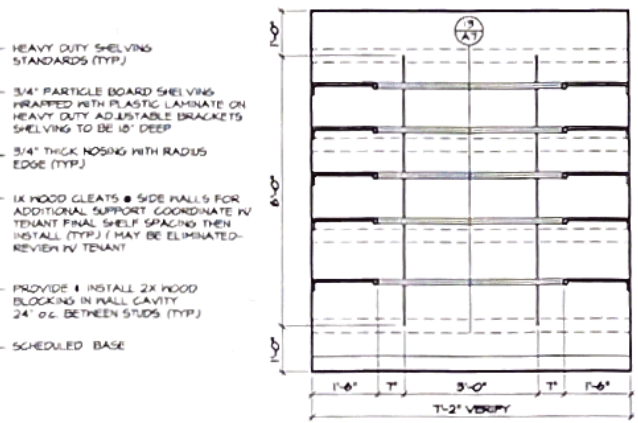 HEAVY DUTY SHELVING
STANDARDS (TYP.)
3/4" PARTICLE BOARD SHELVING
WRAPPED WITH PLASTIC LAMINATE ON
HEAVY DUTY ADJUSTABLE BRACKETS
SHELVING TO BE 18" DEEP
3/4" THICK NOSING WITH RADIUS
EDGE (TYP.)
1X WOOD CLEATS @ SIDE WALLS FOR
ADDITIONAL SUPPORT COORDINATE W/
TENANT FINAL SHELF SPACING THEN
INSTALL (TYP.) ( MAY BE ELIMINATED-
REVIEW W/ TENANT
PROVIDE & INSTALL 2X WOOD
BLOCKING IN WALL CAVITY
24" o.c. BETWEEN STUDS (TYP.)
SCHEDULED BASE
1'-0"
6'-0"
1'-0"
A7
1'-6" 7" 3'-0" 7" 1'-6"
7'-2" VERIFY